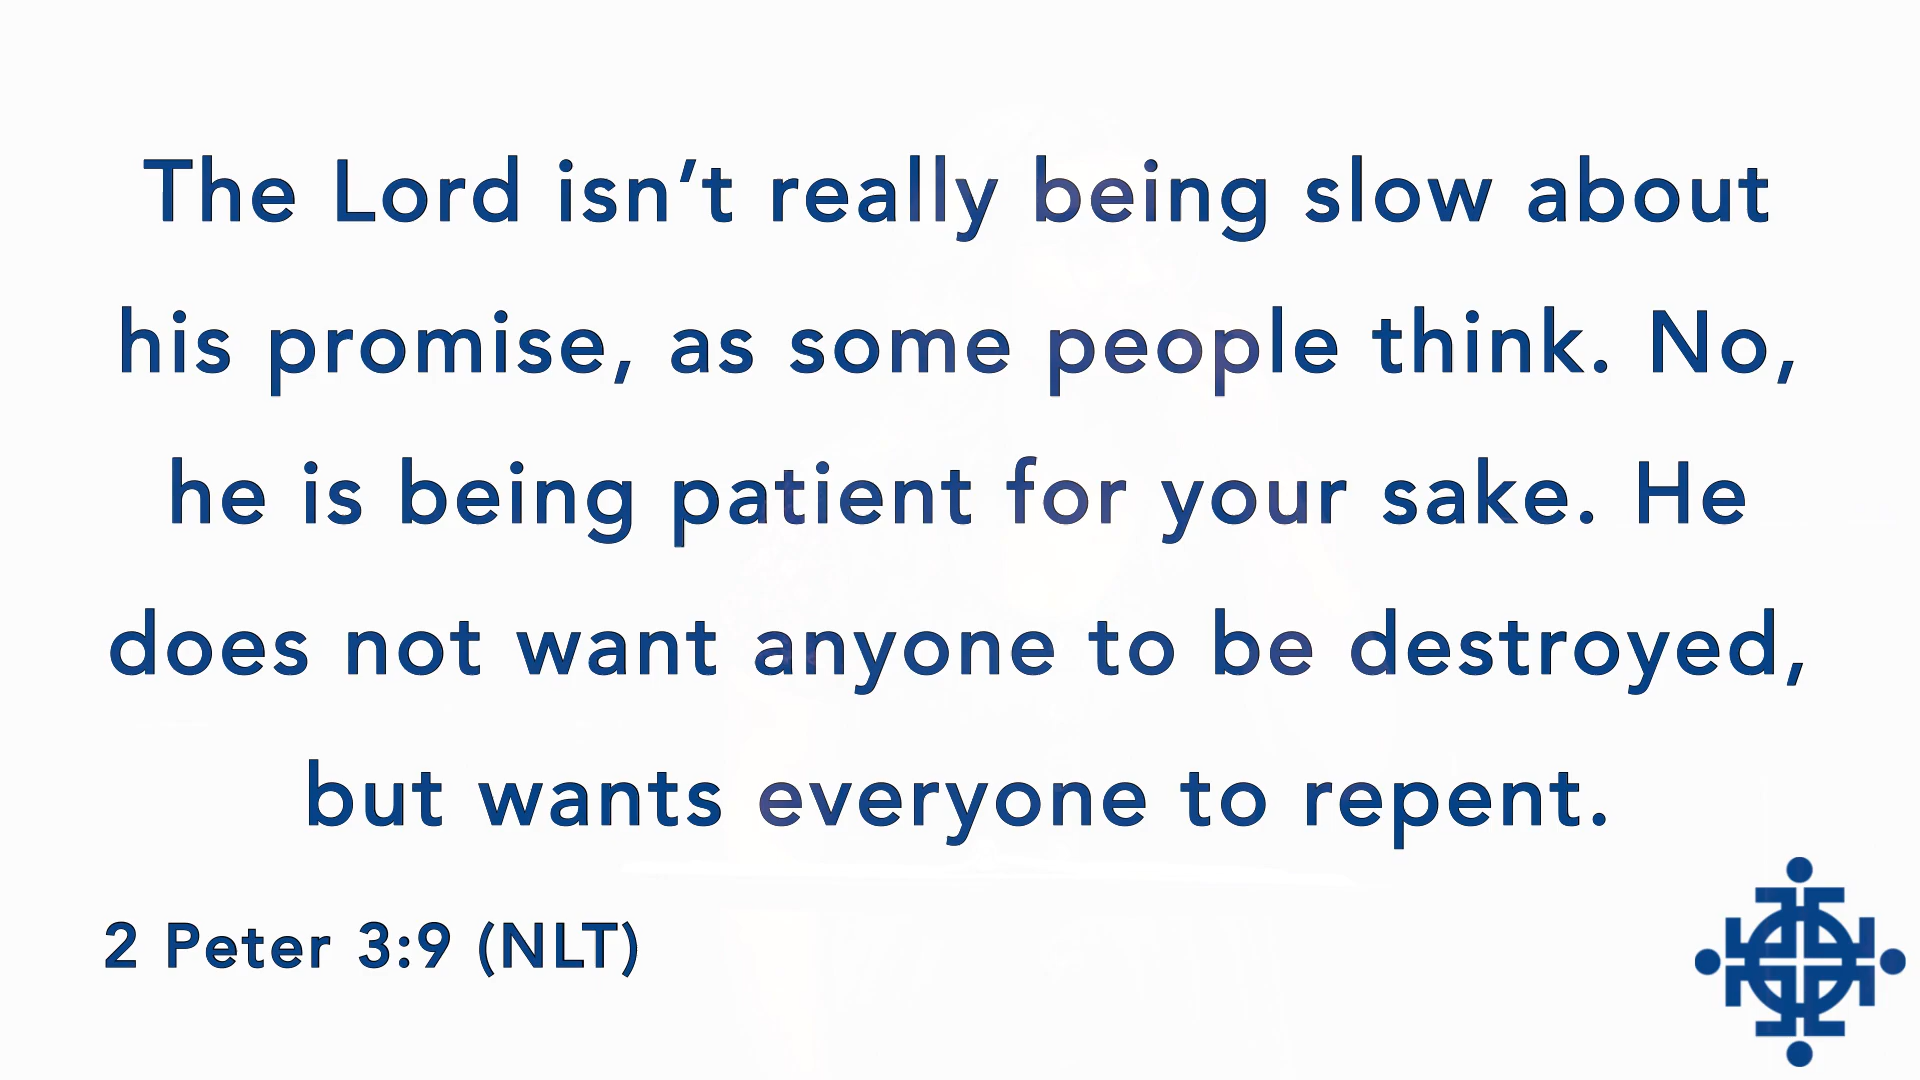 The Lord isn’t really being slow about
his promise, as some people think. No,
he is being patient for your sake. He
does not want anyone to be destroyed,
but wants everyone to repent.
2 Peter 3:9 (NLT)